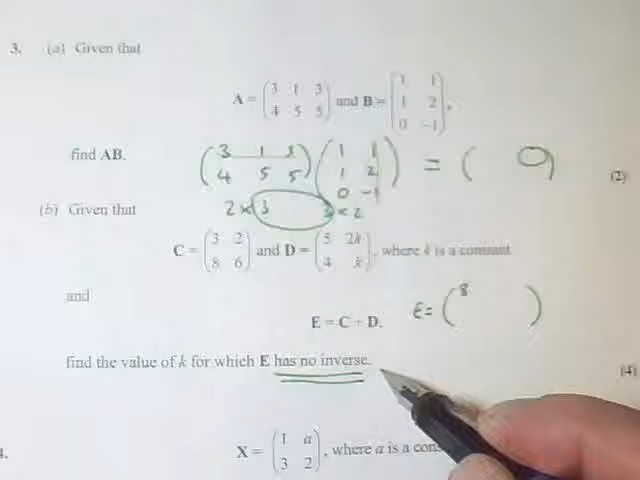 3. (a) Given that
A = ( 3 1 3 / 4 5 5 ) and B = ( 1 1 / 1 2 / 0 -1 ),
find AB.
( 3 1 3 / 4 5 5 ) ( 1 1 / 1 2 / 0 -1 ) = ( 0 )
(2)
2 × 3 3 × 2
(b) Given that
C = ( 3 2 / 8 6 ) and D = ( 5 2k / 4 k ), where k is a constant
and
E = C + D,
E = ( 8 )
find the value of k for which E has no inverse.
(4)
4.
X = ( 1 a / 3 2 ), where a is a cons